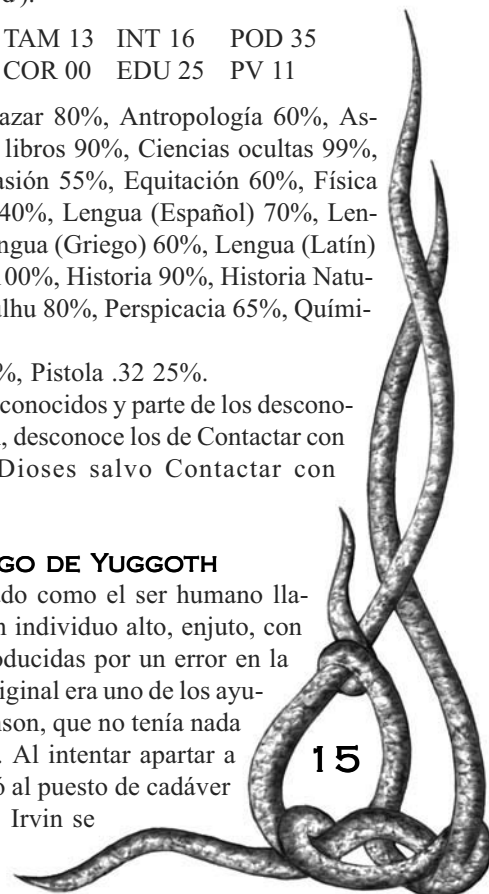 TAM 13 INT 16 POD 35
COR 00 EDU 25 PV 11
azar 80%, Antropología 60%, As-
libros 90%, Ciencias ocultas 99%,
asión 55%, Equitación 60%, Física
40%, Lengua (Español) 70%, Len-
ngua (Griego) 60%, Lengua (Latín)
100%, Historia 90%, Historia Natu-
ulhu 80%, Perspicacia 65%, Quími-
%, Pistola .32 25%.
conocidos y parte de los descono-
, desconoce los de Contactar con
Dioses salvo Contactar con
GO DE YUGGOTH
ado como el ser humano lla-
n individuo alto, enjuto, con
oducidas por un error en la
iginal era uno de los ayu-
nson, que no tenía nada
. Al intentar apartar a
ó al puesto de cadáver
Irvin se
15